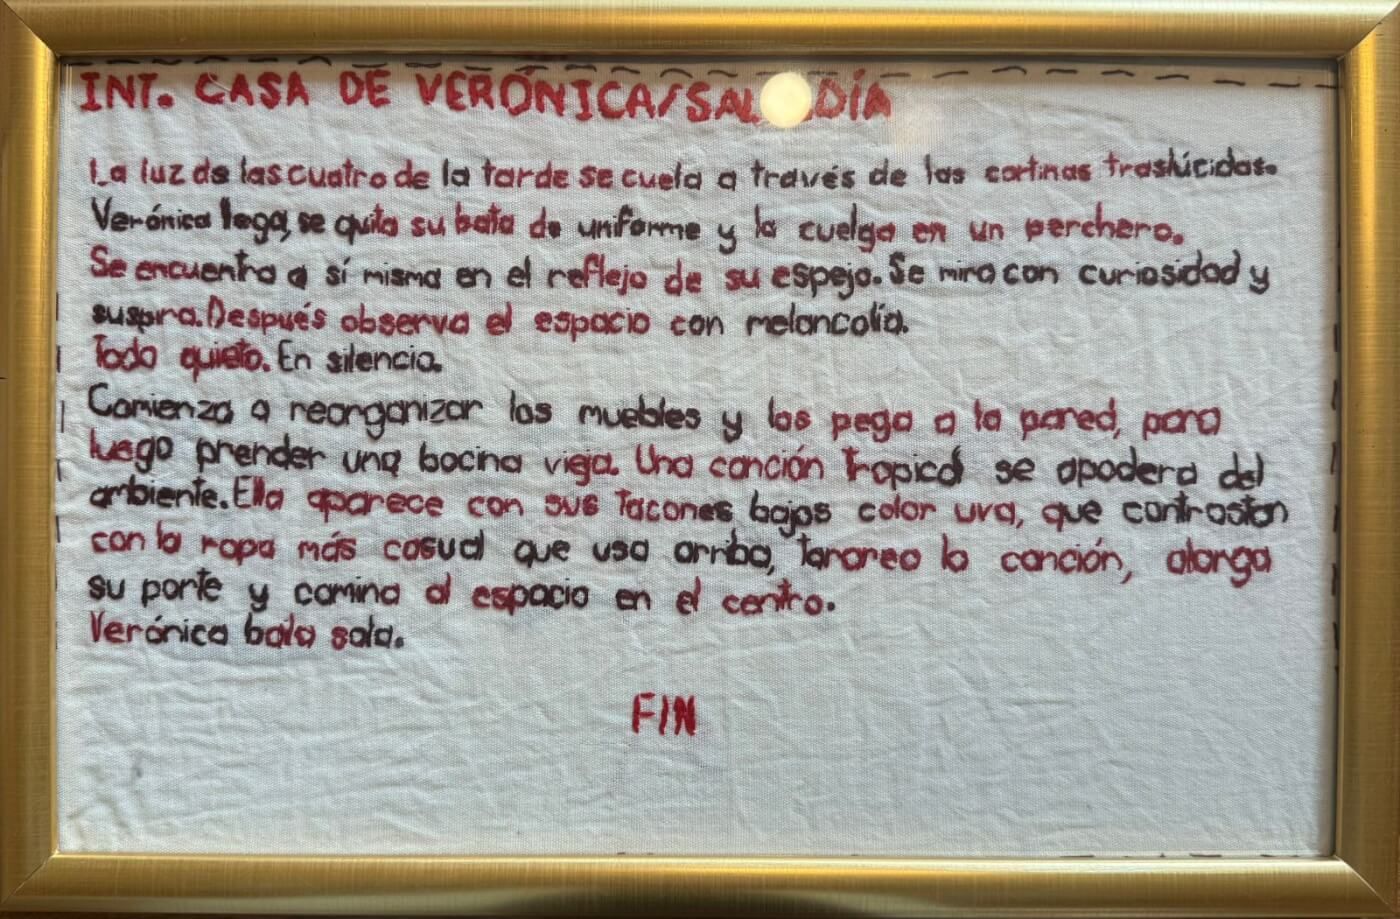 INT. CASA DE VERÓNICA/SAL DÍA
La luz de las cuatro de la tarde se cuela a través de las cortinas traslúcidas.
Verónica llega, se quita su bata de uniforme y la cuelga en un perchero.
Se encuentra a sí misma en el reflejo de su espejo. Se mira con curiosidad y
suspira. Después observa el espacio con melancolía.
Todo quieto. En silencio.
Comienza a reorganizar los muebles y los pega a la pared, para
luego prender una bocina vieja. Una canción tropical se apodera del
ambiente. Ella aparece con sus tacones bajos color uva, que contrastan
con la ropa más casual que usa arriba, tararea la canción, alarga
su porte y camina al espacio en el centro.
Verónica baila sola.
FIN